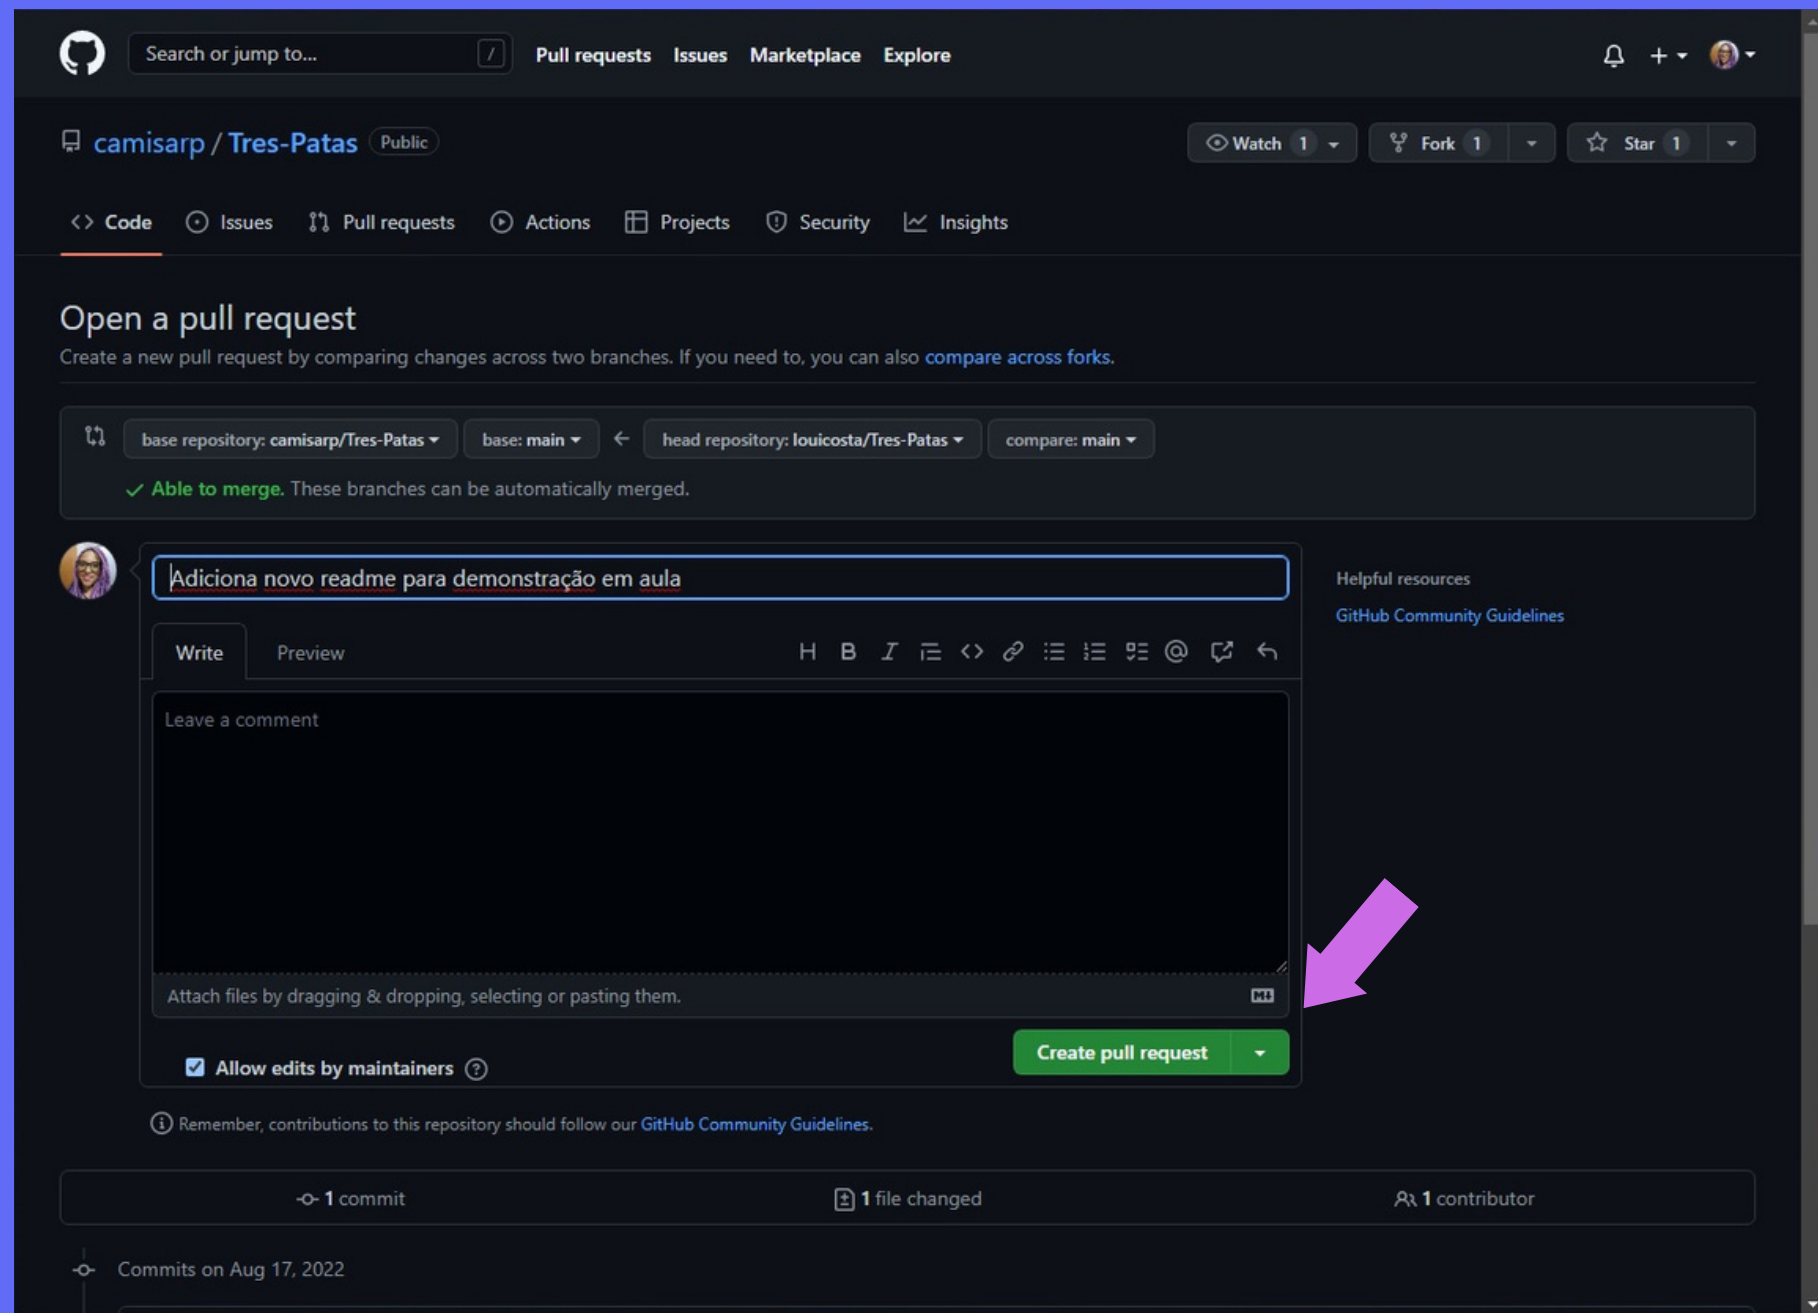 Search or jump to... / Pull requests Issues Marketplace Explore
camisarp / Tres-Patas Public Watch 1 Fork 1 Star 1
Code Issues Pull requests Actions Projects Security Insights
Open a pull request
Create a new pull request by comparing changes across two branches. If you need to, you can also compare across forks.
base repository: camisarp/Tres-Patas base: main ← head repository: louicosta/Tres-Patas compare: main
Able to merge. These branches can be automatically merged.
Adiciona novo readme para demonstração em aula
Helpful resources
GitHub Community Guidelines
Write Preview H B I
Leave a comment
Attach files by dragging & dropping, selecting or pasting them.
Allow edits by maintainers
Create pull request
Remember, contributions to this repository should follow our GitHub Community Guidelines.
1 commit 1 file changed 1 contributor
Commits on Aug 17, 2022